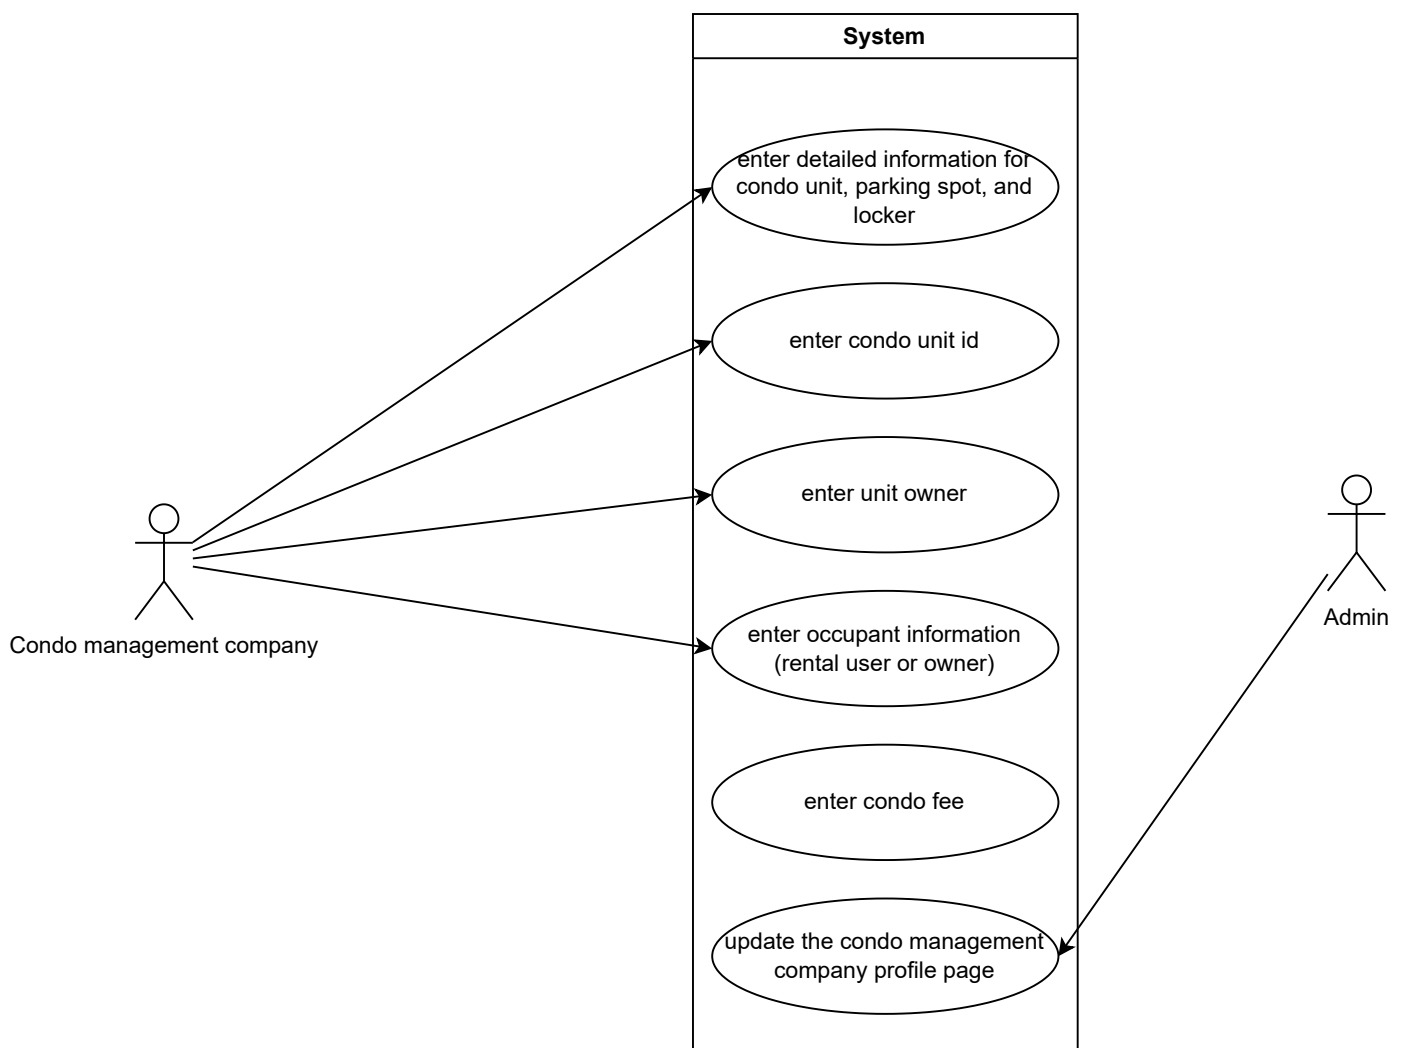 System
enter detailed information for
condo unit, parking spot, and
locker
enter condo unit id
enter unit owner
enter occupant information
(rental user or owner)
enter condo fee
update the condo management
company profile page
Condo management company
Admin